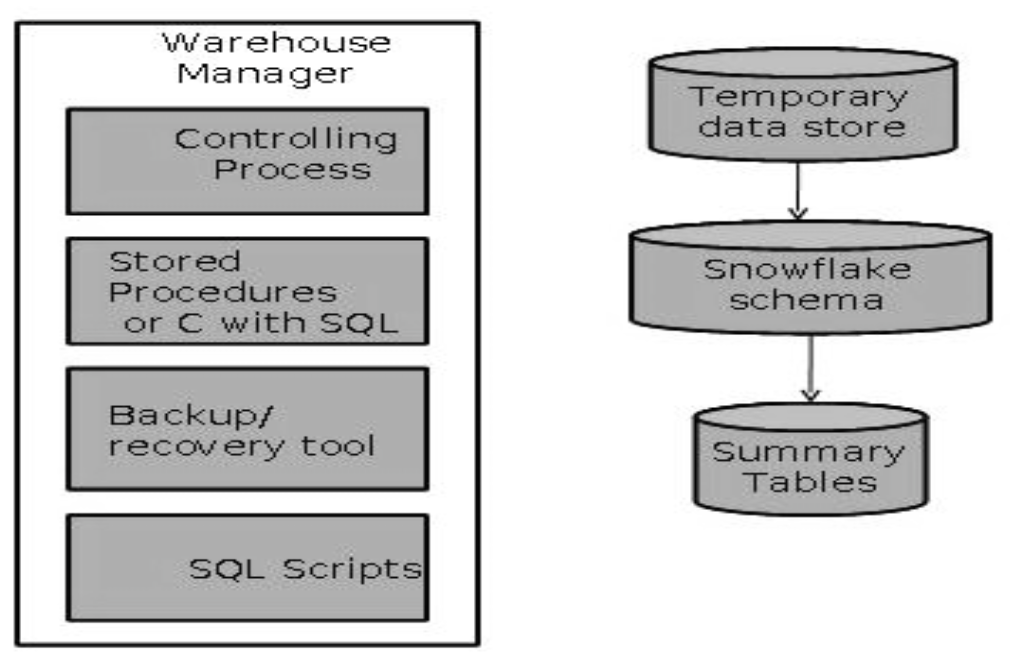 Warehouse
Manager
Controlling
Process
Stored
Procedures
or C with SQL
Backup/
recovery tool
SQL Scripts
Temporary
data store
Snowflake
schema
Summary
Tables